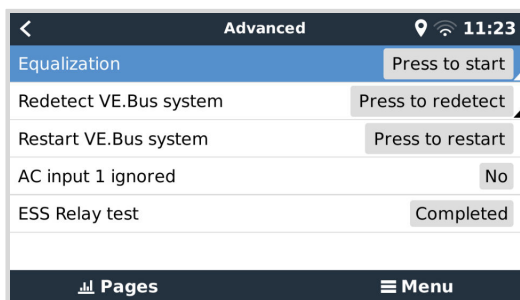 Advanced 11:23
Equalization Press to start
Redetect VE.Bus system Press to redetect
Restart VE.Bus system Press to restart
AC input 1 ignored No
ESS Relay test Completed
Pages Menu